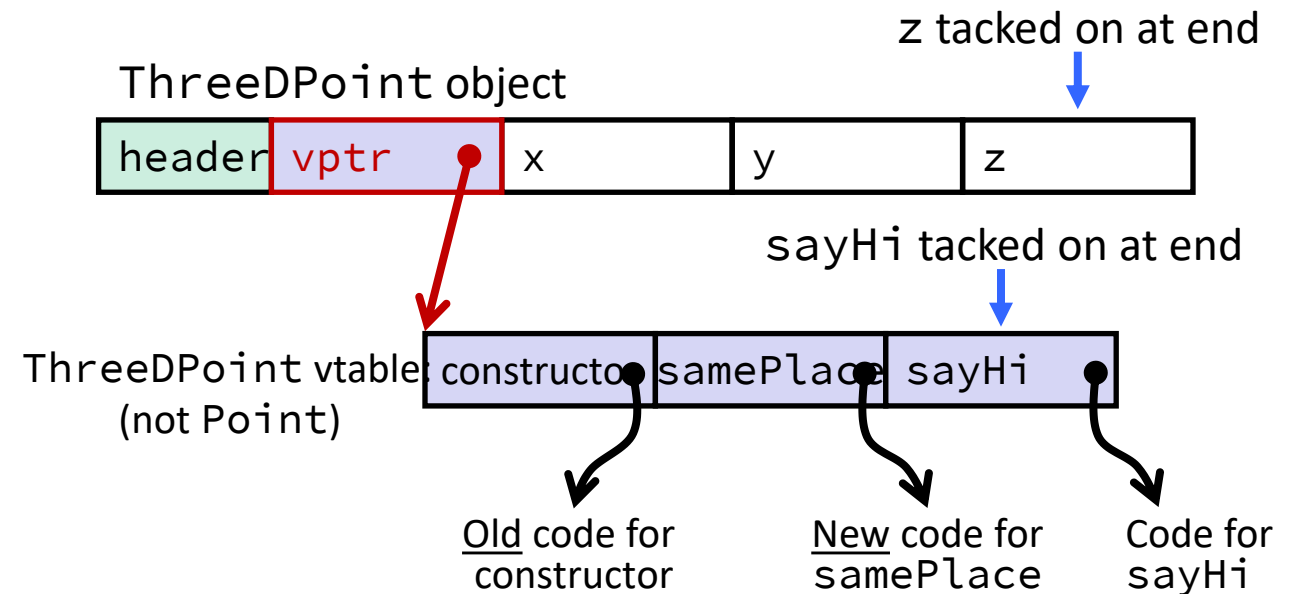 z tacked on at end
ThreeDPoint object
header vptr x y z
sayHi tacked on at end
ThreeDPoint vtable: constructor samePlace sayHi
(not Point)
Old code for New code for Code for
constructor samePlace sayHi